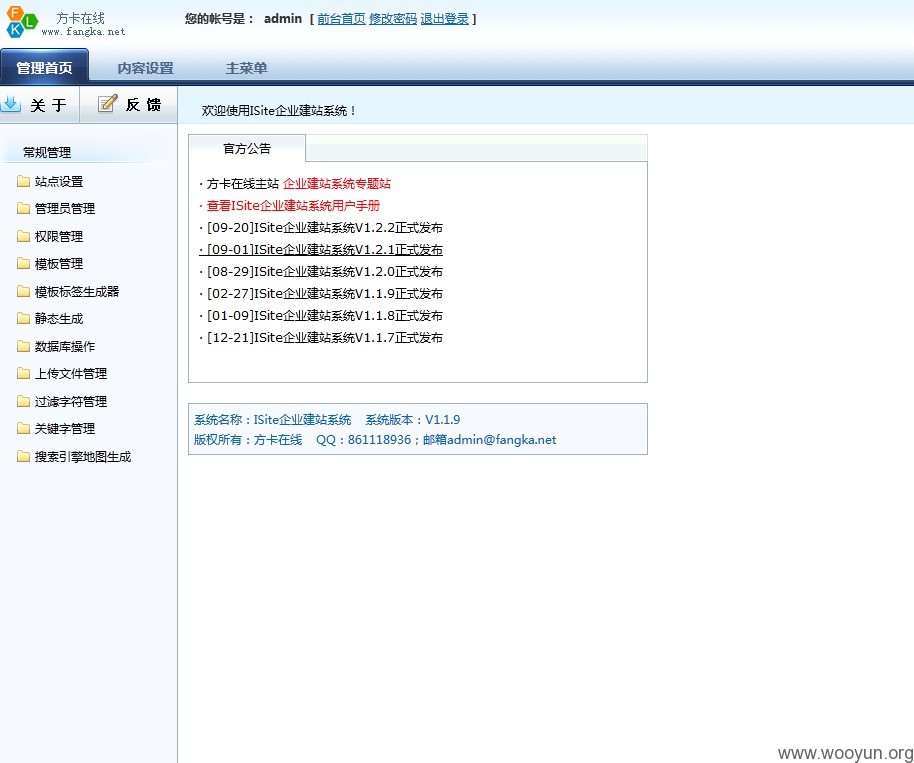 方卡在线
www.fangka.net
您的帐号是： admin [ 前台首页 修改密码 退出登录 ]
管理首页 内容设置 主菜单
关 于 反 馈
欢迎使用ISite企业建站系统！
常规管理
站点设置
管理员管理
权限管理
模板管理
模板标签生成器
静态生成
数据库操作
上传文件管理
过滤字符管理
关键字管理
搜索引擎地图生成
官方公告
· 方卡在线主站 企业建站系统专题站
· 查看ISite企业建站系统用户手册
· [09-20]ISite企业建站系统V1.2.2正式发布
· [09-01]ISite企业建站系统V1.2.1正式发布
· [08-29]ISite企业建站系统V1.2.0正式发布
· [02-27]ISite企业建站系统V1.1.9正式发布
· [01-09]ISite企业建站系统V1.1.8正式发布
· [12-21]ISite企业建站系统V1.1.7正式发布
系统名称：ISite企业建站系统 系统版本：V1.1.9
版权所有：方卡在线 QQ：861118936；邮箱admin@fangka.net
www.wooyun.org
F
L
K